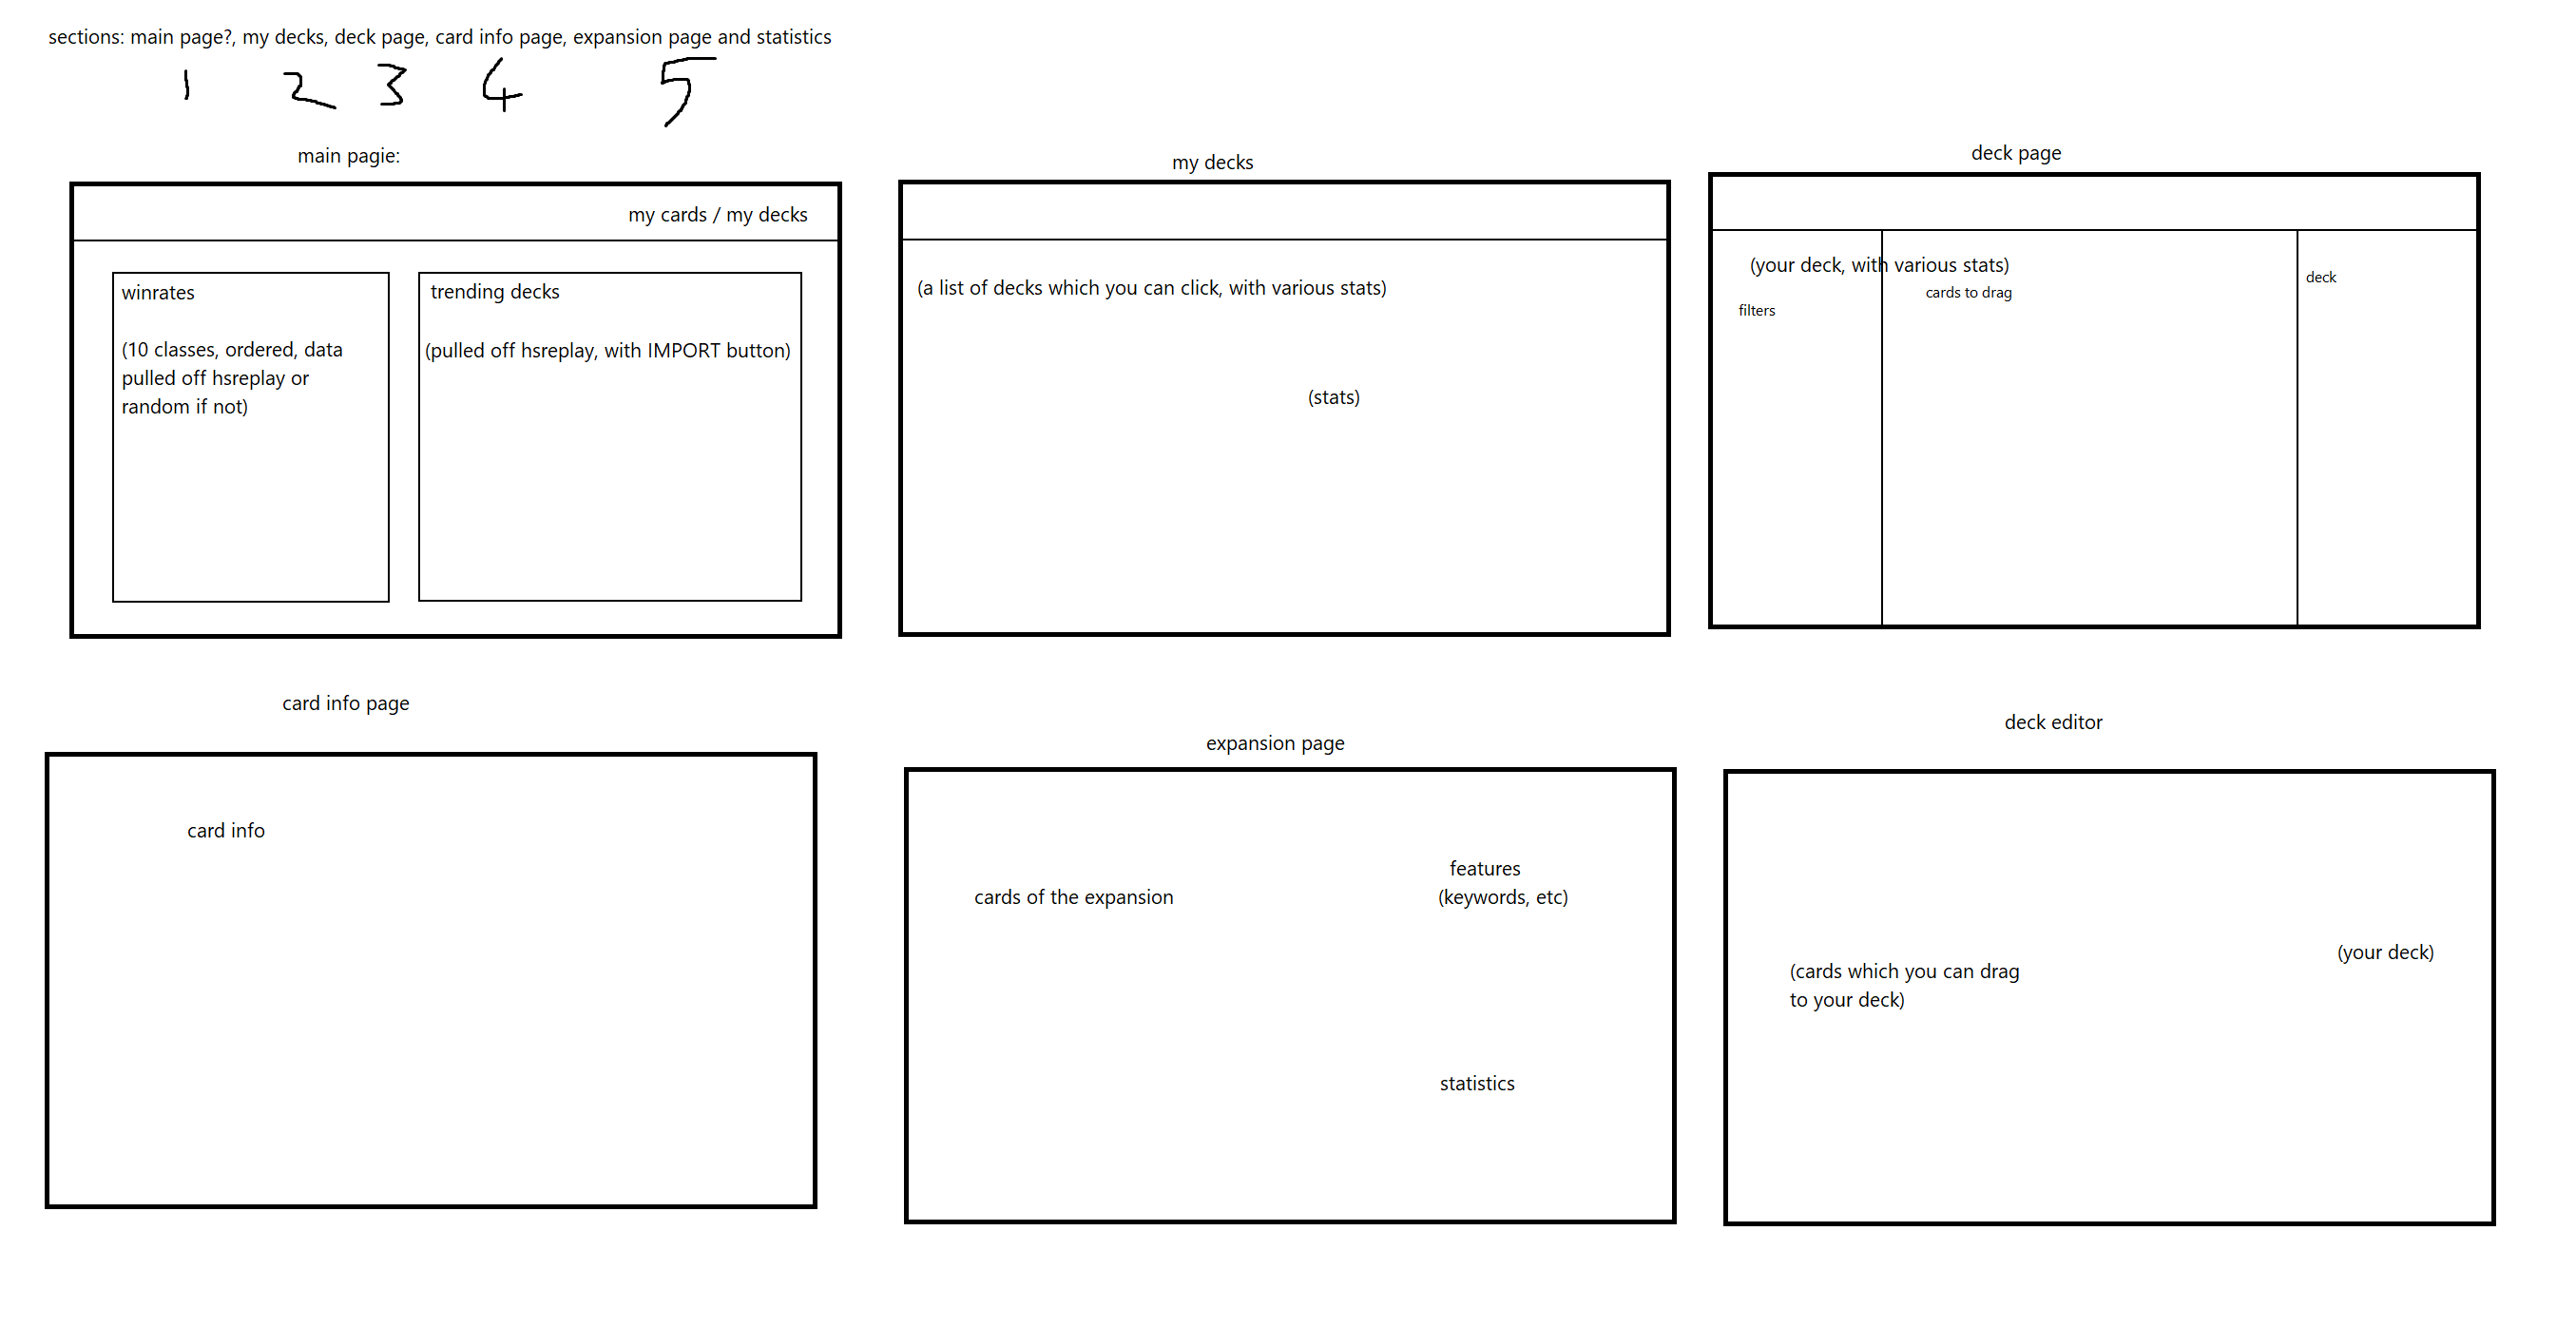 sections: main page?, my decks, deck page, card info page, expansion page and statistics
1 2 3 4 5
main pagie:
my cards / my decks
winrates
(10 classes, ordered, data
pulled off hsreplay or
random if not)
trending decks
(pulled off hsreplay, with IMPORT button)
my decks
(a list of decks which you can click, with various stats)
(stats)
deck page
(your deck, with various stats)
filters
cards to drag
deck
card info page
card info
expansion page
cards of the expansion
features
(keywords, etc)
statistics
deck editor
(cards which you can drag
to your deck)
(your deck)